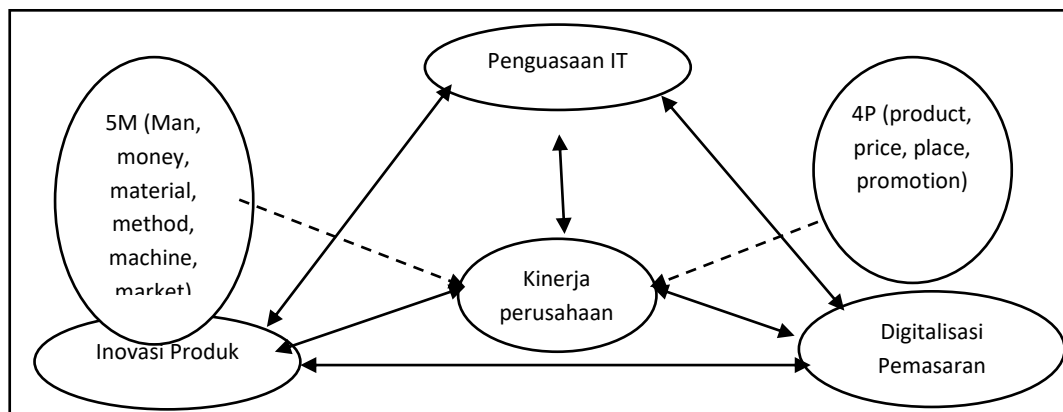 Penguasaan IT
5M (Man,
money,
material,
method,
machine,
market)
4P (product,
price, place,
promotion)
Kinerja
perusahaan
Inovasi Produk
Digitalisasi
Pemasaran